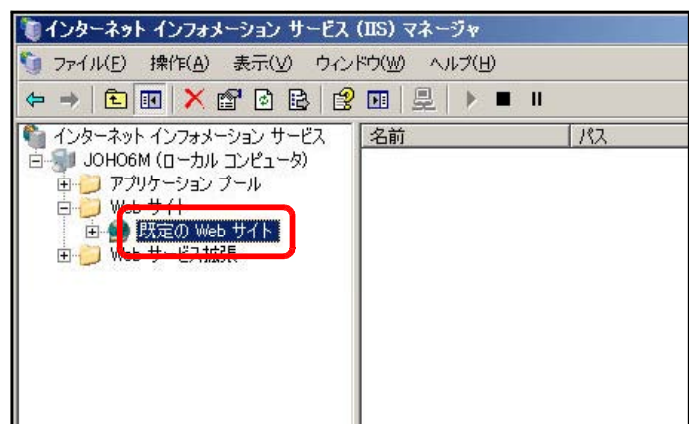 インターネット インフォメーション サービス (IIS) マネージャ
ファイル(F) 操作(A) 表示(V) ウィンドウ(W) ヘルプ(H)
インターネット インフォメーション サービス
名前 パス
JOHO6M (ローカル コンピュータ)
アプリケーション プール
Web サイト
既定の Web サイト
Web サービス拡張